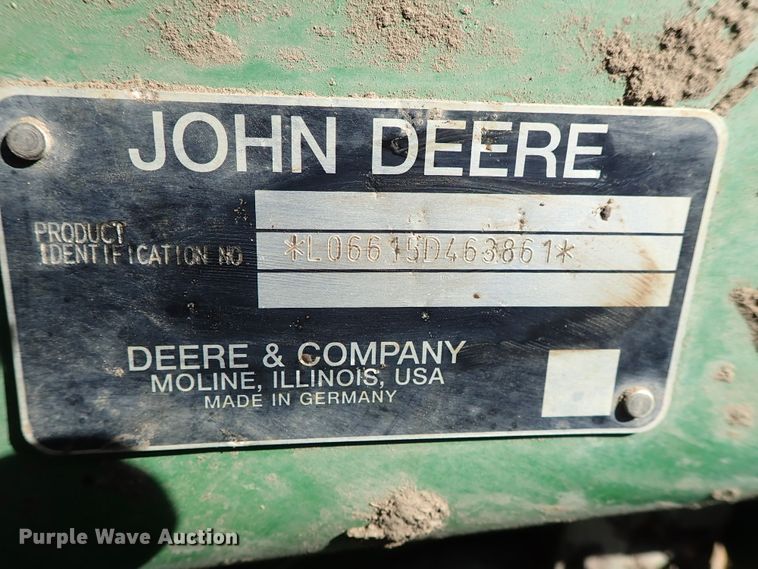 JOHN DEERE
PRODUCT
IDENTIFICATION NO
*L06615D463861*
DEERE & COMPANY
MOLINE, ILLINOIS, USA
MADE IN GERMANY
Purple Wave Auction